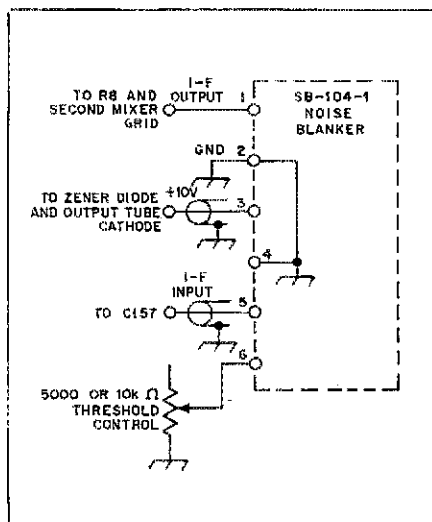 I-F
OUTPUT
TO R8 AND
SECOND MIXER
GRID
1
SB-104-1
NOISE
BLANKER
GND
2
+10V
TO ZENER DIODE
AND OUTPUT TUBE
CATHODE
3
4
I-F
INPUT
TO C157
5
6
5000 OR 10k Ω
THRESHOLD
CONTROL